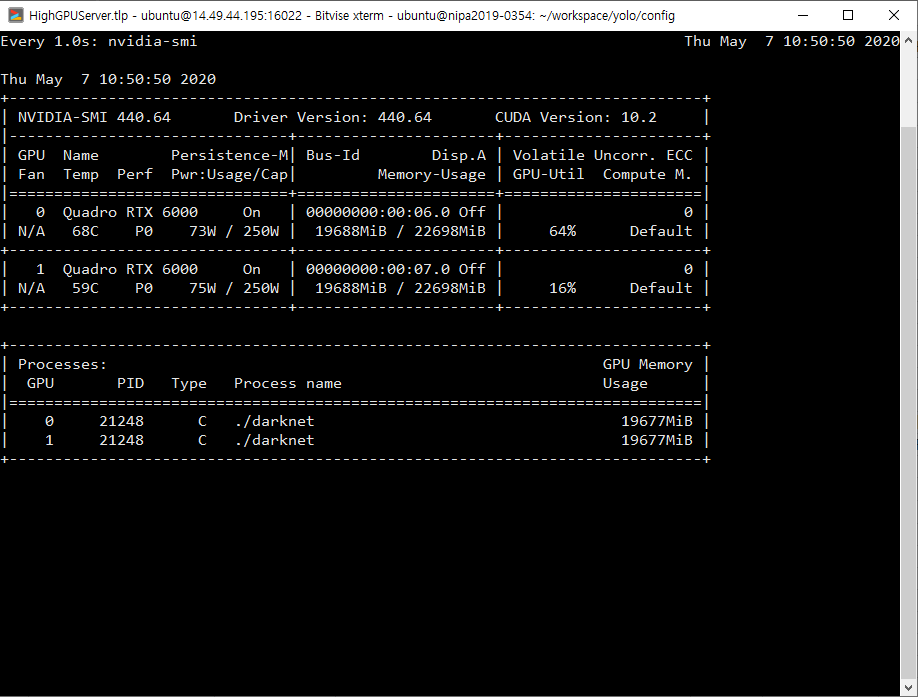 HighGPUServer.tlp - ubuntu@14.49.44.195:16022 - Bitvise xterm - ubuntu@nipa2019-0354: ~/workspace/yolo/config
Every 1.0s: nvidia-smi                                                      Thu May  7 10:50:50 2020
Thu May  7 10:50:50 2020
+-----------------------------------------------------------------------------+
| NVIDIA-SMI 440.64       Driver Version: 440.64       CUDA Version: 10.2     |
|-------------------------------+----------------------+----------------------+
| GPU  Name        Persistence-M| Bus-Id        Disp.A | Volatile Uncorr. ECC |
| Fan  Temp  Perf  Pwr:Usage/Cap|         Memory-Usage | GPU-Util  Compute M. |
|===============================+======================+======================|
|   0  Quadro RTX 6000     On   | 00000000:00:06.0 Off |                    0 |
| N/A   68C    P0    73W / 250W |  19688MiB / 22698MiB |     64%      Default |
+-------------------------------+----------------------+----------------------+
|   1  Quadro RTX 6000     On   | 00000000:00:07.0 Off |                    0 |
| N/A   59C    P0    75W / 250W |  19688MiB / 22698MiB |     16%      Default |
+-------------------------------+----------------------+----------------------+
+-----------------------------------------------------------------------------+
| Processes:                                                       GPU Memory |
|  GPU       PID   Type   Process name                             Usage      |
|=============================================================================|
|    0     21248      C   ./darknet                                  19677MiB |
|    1     21248      C   ./darknet                                  19677MiB |
+-----------------------------------------------------------------------------+